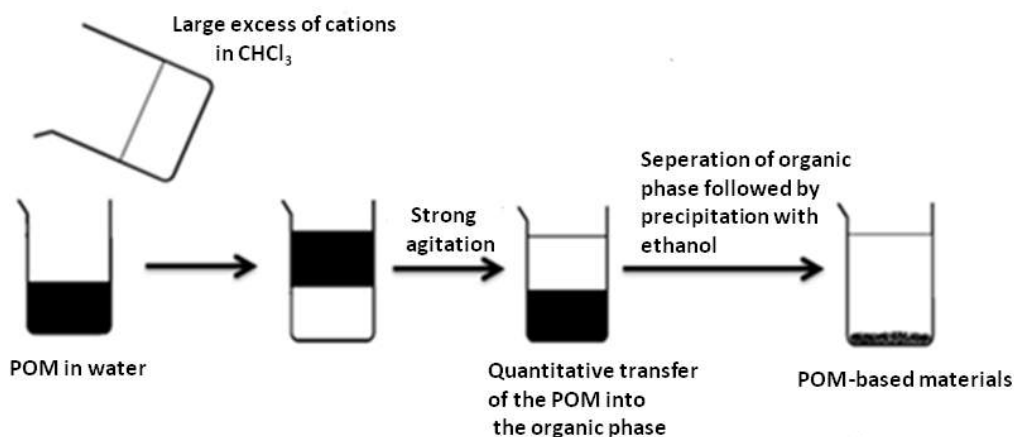 Large excess of cations
in CHCl₃
Seperation of organic
phase followed by
precipitation with
ethanol
Strong
agitation
POM in water
Quantitative transfer
of the POM into
the organic phase
POM-based materials